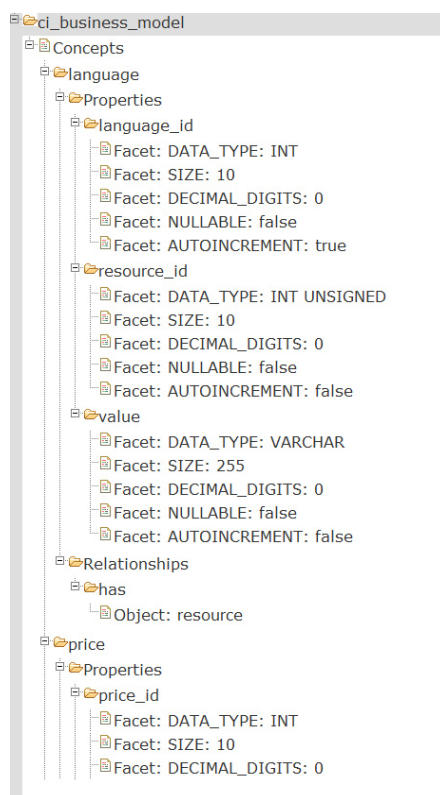 ci_business_model
Concepts
language
Properties
language_id
Facet: DATA_TYPE: INT
Facet: SIZE: 10
Facet: DECIMAL_DIGITS: 0
Facet: NULLABLE: false
Facet: AUTOINCREMENT: true
resource_id
Facet: DATA_TYPE: INT UNSIGNED
Facet: SIZE: 10
Facet: DECIMAL_DIGITS: 0
Facet: NULLABLE: false
Facet: AUTOINCREMENT: false
value
Facet: DATA_TYPE: VARCHAR
Facet: SIZE: 255
Facet: DECIMAL_DIGITS: 0
Facet: NULLABLE: false
Facet: AUTOINCREMENT: false
Relationships
has
Object: resource
price
Properties
price_id
Facet: DATA_TYPE: INT
Facet: SIZE: 10
Facet: DECIMAL_DIGITS: 0